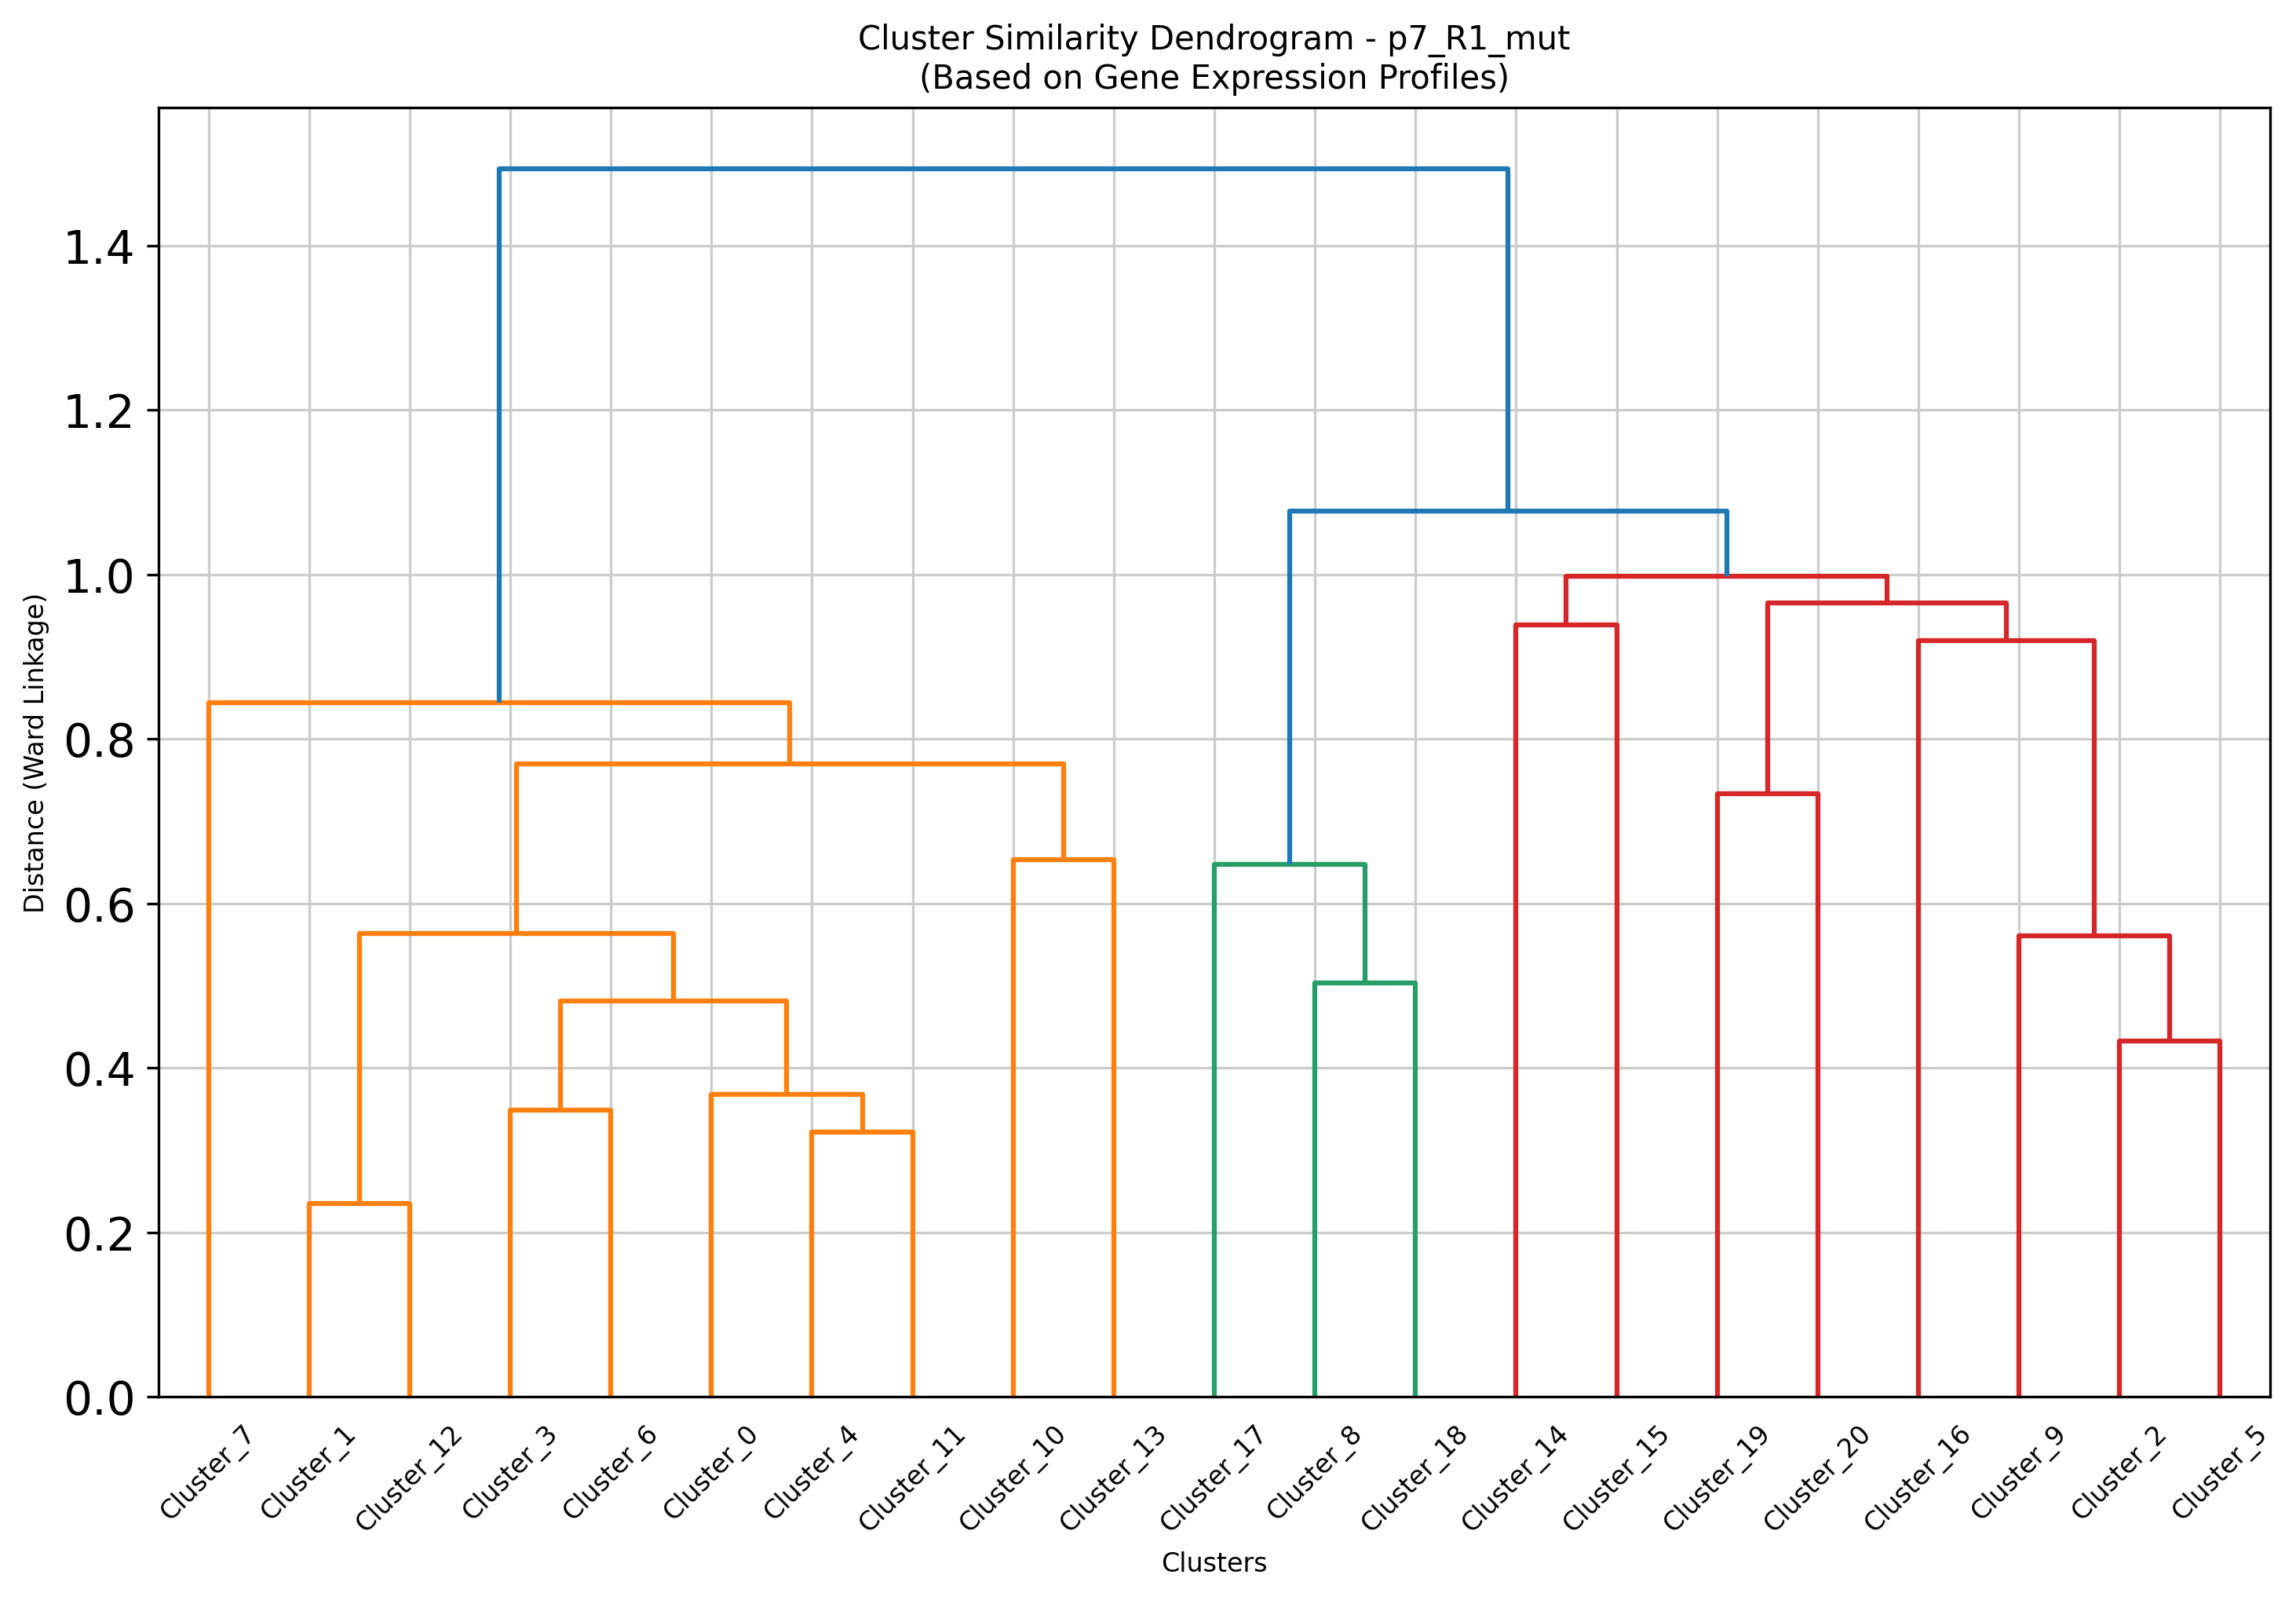 Cluster Similarity Dendrogram - p7_R1_mut
(Based on Gene Expression Profiles)
Distance (Ward Linkage)
1.4
1.2
1.0
0.8
0.6
0.4
0.2
0.0
Cluster_7
Cluster_1
Cluster_12
Cluster_3
Cluster_6
Cluster_0
Cluster_4
Cluster_11
Cluster_10
Cluster_13
Cluster_17
Cluster_8
Cluster_18
Cluster_14
Cluster_15
Cluster_19
Cluster_20
Cluster_16
Cluster_9
Cluster_2
Cluster_5
Clusters